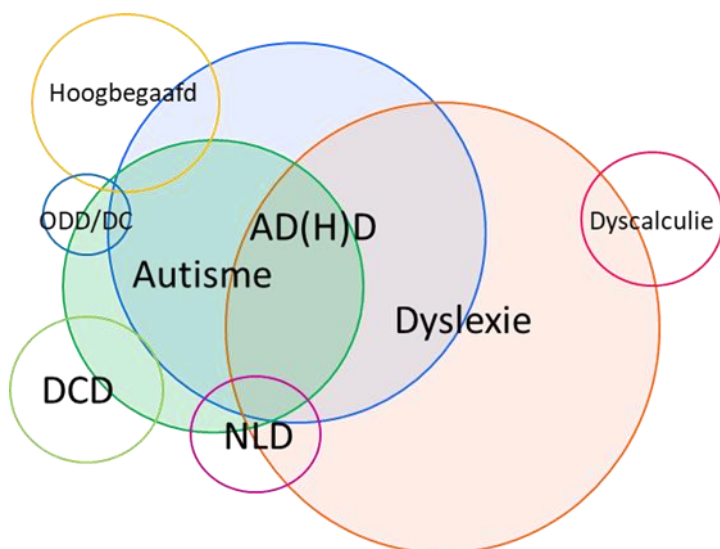 Hoogbegaafd
ODD/DC
AD(H)D
Dyscalculie
Autisme
Dyslexie
DCD
NLD